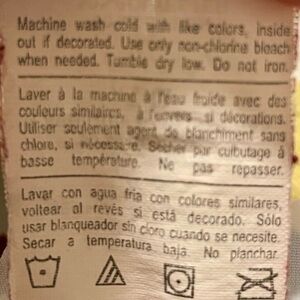 Machine wash cold with like colors, inside
out if decorated. Use only non-chlorine bleach
when needed. Tumble dry low. Do not iron.
Laver à la machine à l'eau froide avec des
couleurs similaires, à l'envers si décorations.
Utiliser seulement agent de blanchiment sans
chlore, si nécessaire. Sécher par culbutage à
basse température. Ne pas repasser.
Lavar con agua fría con colores similares,
voltear al revés si está decorado. Sólo
usar blanqueador sin cloro cuando se necesite.
Secar a temperatura baja. No planchar.